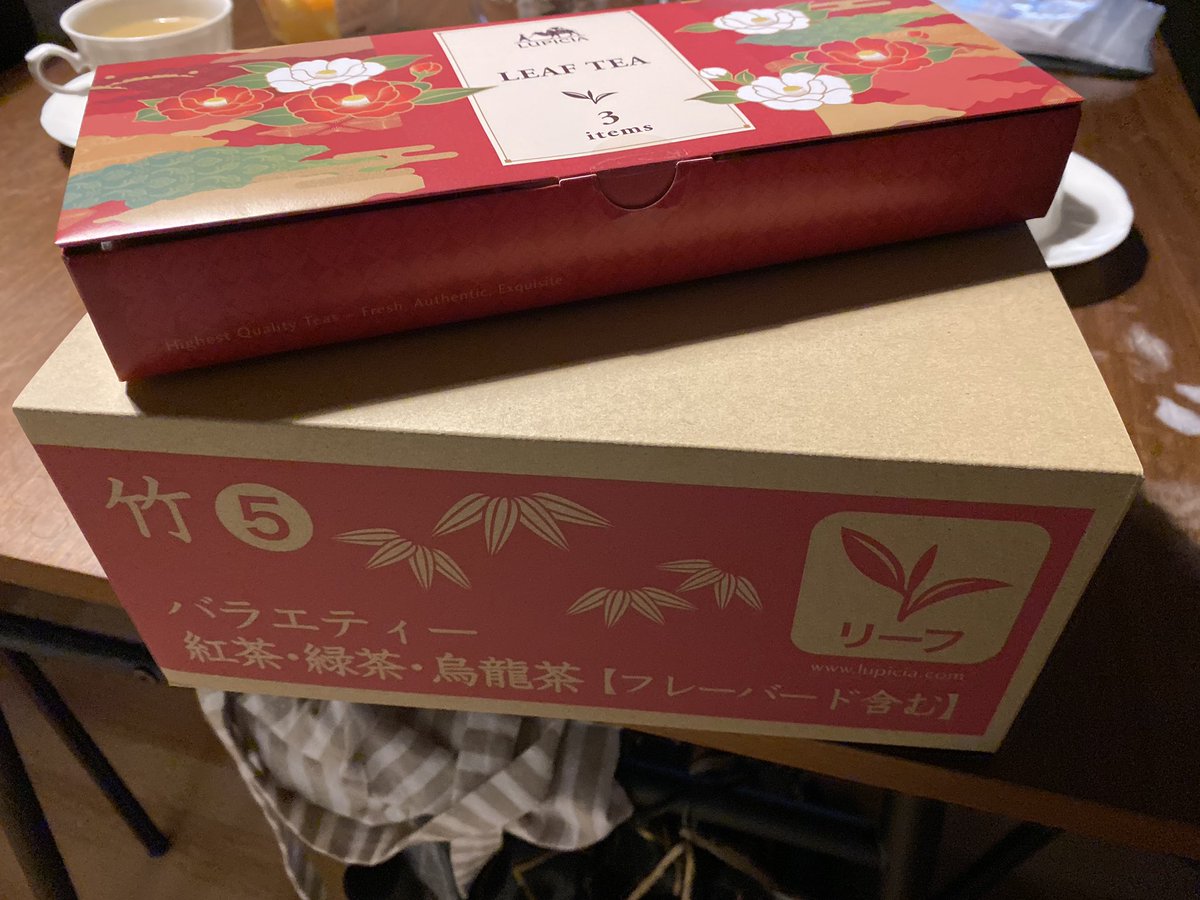 LUPICIA
LEAF TEA
3
items
Highest Quality Teas – Fresh, Authentic, Exquisite
竹 5
バラエティー
紅茶・緑茶・烏龍茶【フレーバード含む】
リーフ
www.lupicia.com